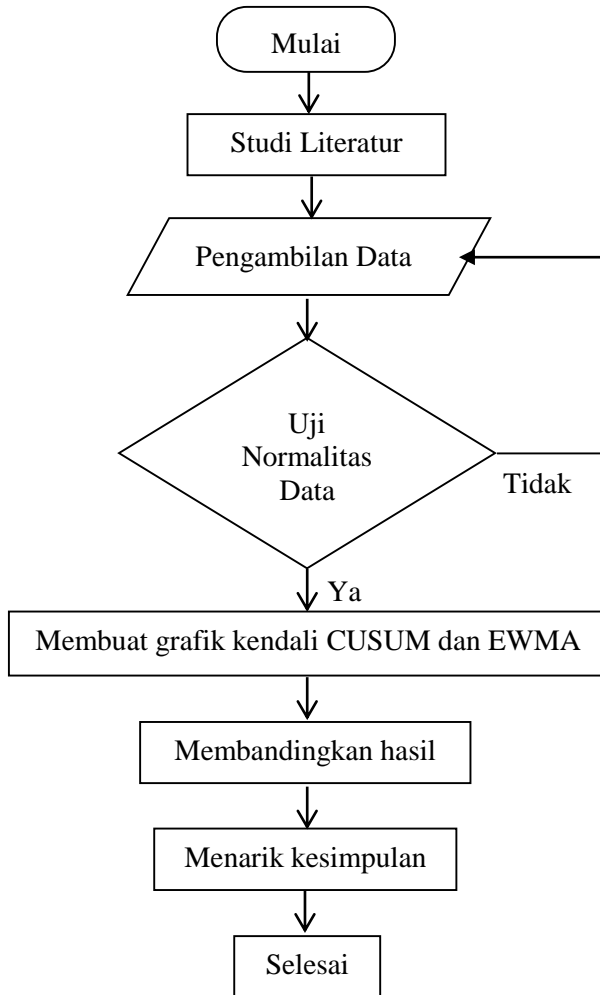 Mulai
Studi Literatur
Pengambilan Data
Uji
Normalitas
Data
Tidak
Ya
Membuat grafik kendali CUSUM dan EWMA
Membandingkan hasil
Menarik kesimpulan
Selesai